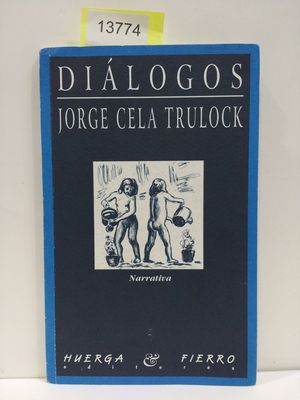 13774
DIÁLOGOS
JORGE CELA TRULOCK
Narrativa
HUERGA & FIERRO
editores